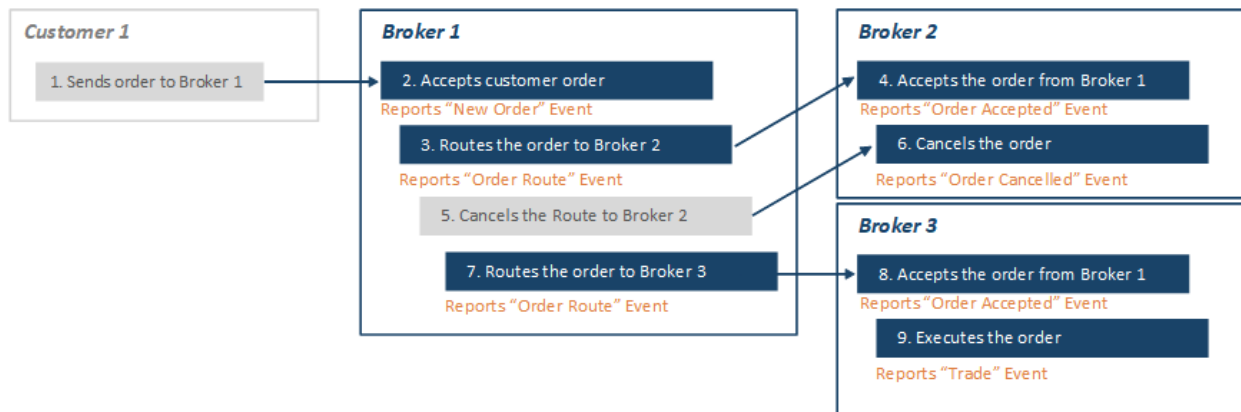 Customer 1
1. Sends order to Broker 1
Broker 1
2. Accepts customer order
Reports “New Order” Event
3. Routes the order to Broker 2
Reports “Order Route” Event
5. Cancels the Route to Broker 2
7. Routes the order to Broker 3
Reports “Order Route” Event
Broker 2
4. Accepts the order from Broker 1
Reports “Order Accepted” Event
6. Cancels the order
Reports “Order Cancelled” Event
Broker 3
8. Accepts the order from Broker 1
Reports “Order Accepted” Event
9. Executes the order
Reports “Trade” Event